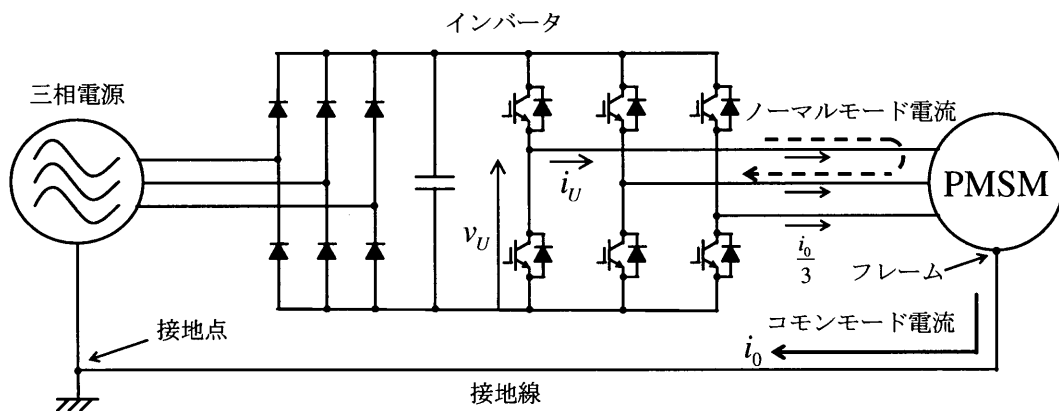 インバータ
三相電源
ノーマルモード電流
i_U
PMSM
v_U
i_0/3
フレーム
接地点
コモンモード電流
i_0
接地線